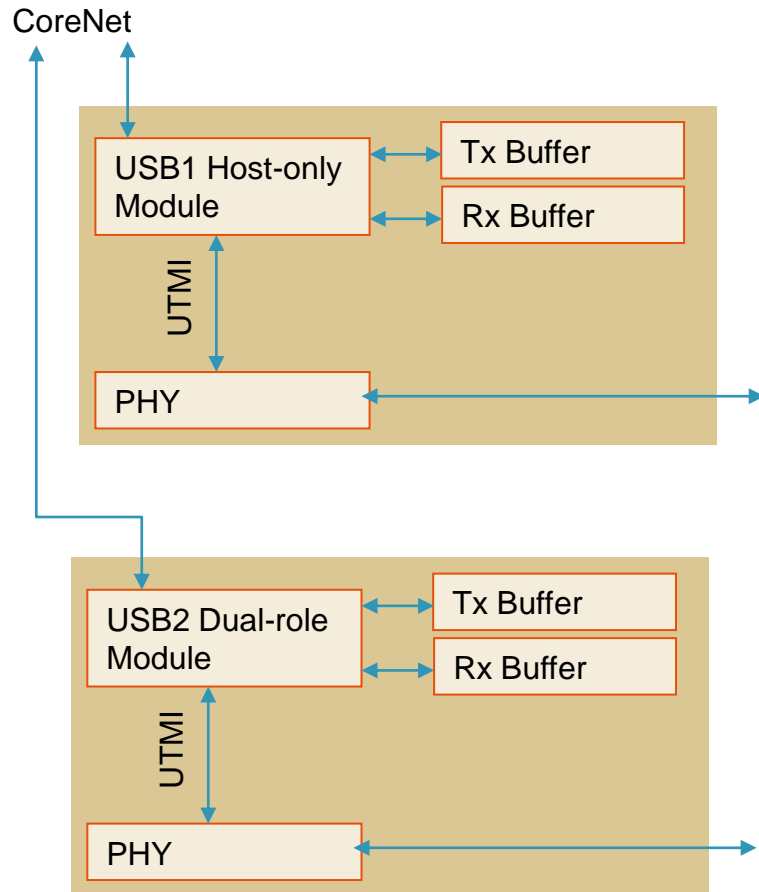 CoreNet
USB1 Host-only
Module
Tx Buffer
Rx Buffer
UTMI
PHY
USB2 Dual-role
Module
Tx Buffer
Rx Buffer
UTMI
PHY